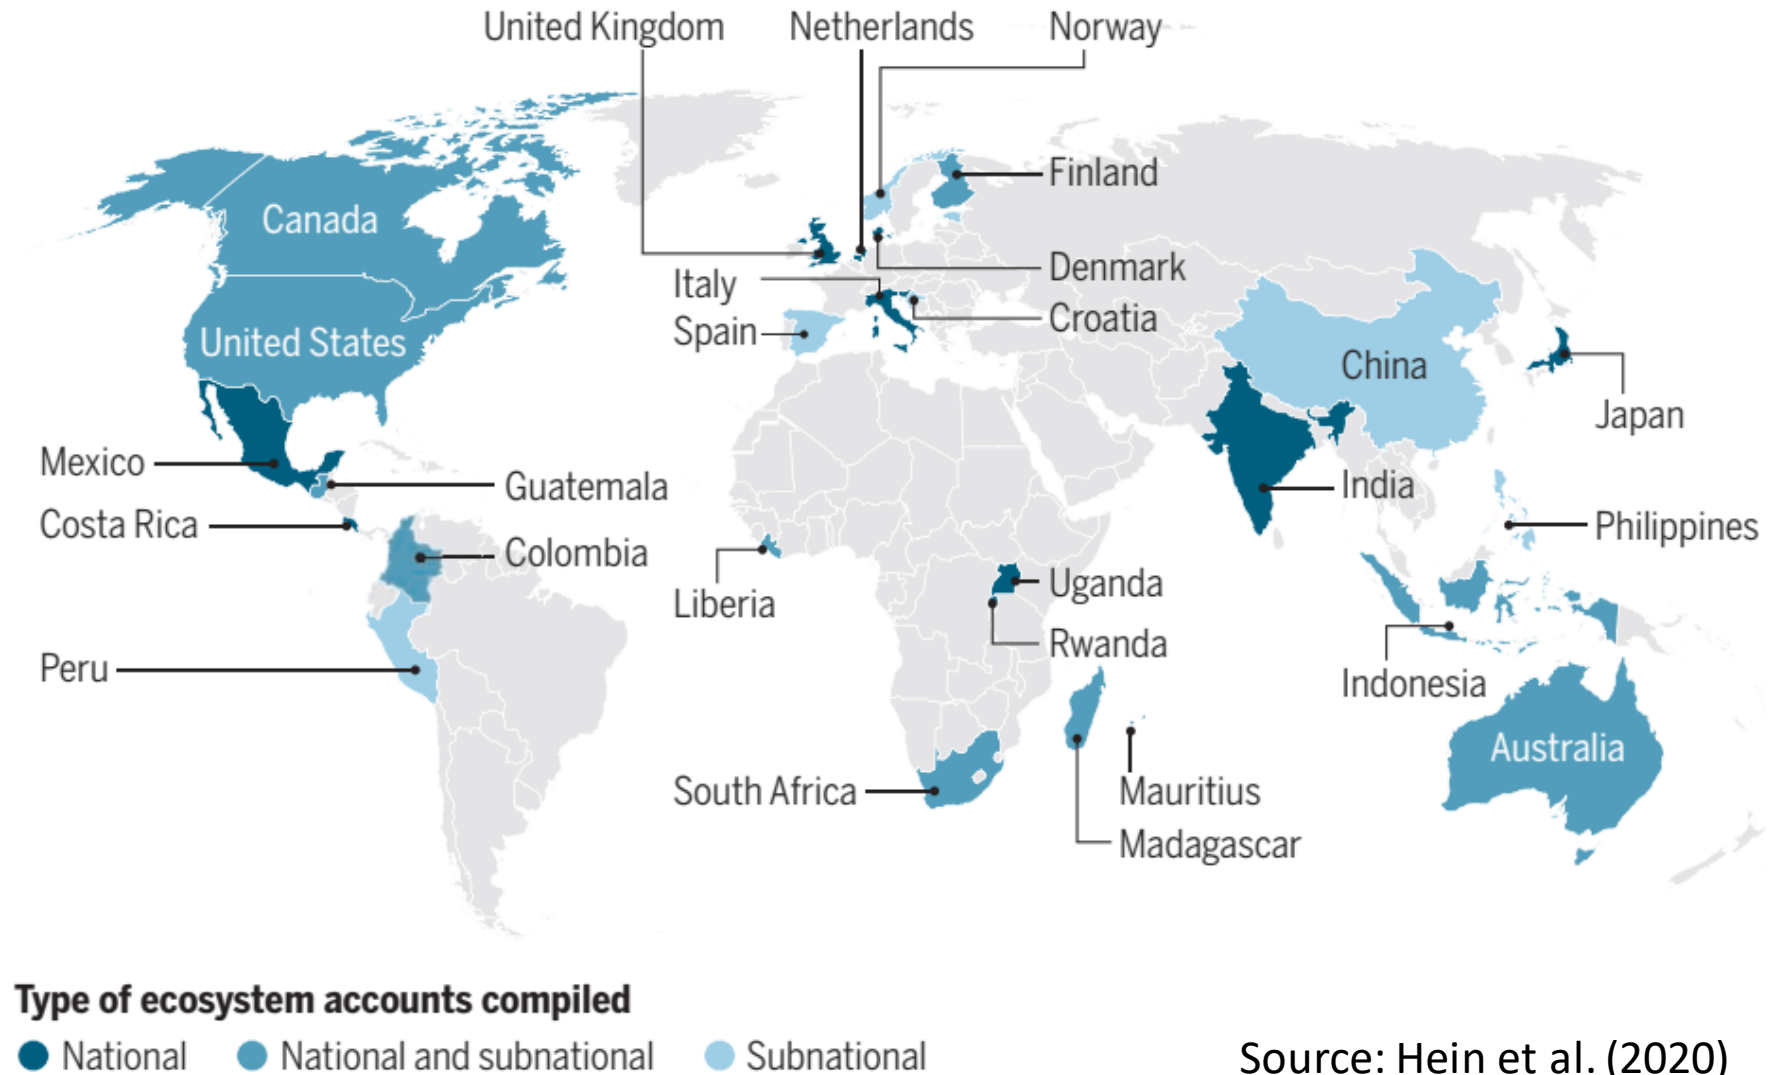 United Kingdom
Netherlands
Norway
Canada
Finland
Denmark
Italy
Croatia
Spain
United States
China
Japan
Mexico
Guatemala
India
Costa Rica
Philippines
Colombia
Liberia
Uganda
Rwanda
Peru
Indonesia
Australia
South Africa
Mauritius
Madagascar
Type of ecosystem accounts compiled
National
National and subnational
Subnational
Source: Hein et al. (2020)